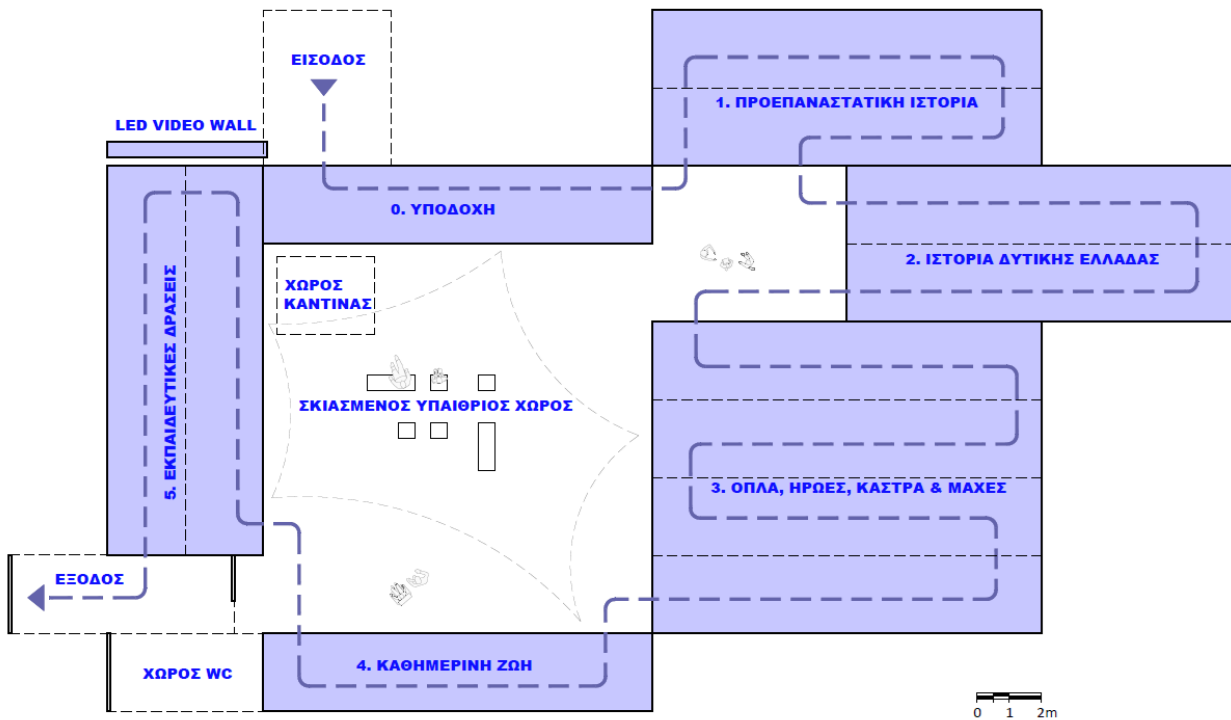 ΕΙΣΟΔΟΣ
1. ΠΡΟΕΠΑΝΑΣΤΑΤΙΚΗ ΙΣΤΟΡΙΑ
LED VIDEO WALL
0. ΥΠΟΔΟΧΗ
2. ΙΣΤΟΡΙΑ ΔΥΤΙΚΗΣ ΕΛΛΑΔΑΣ
ΧΩΡΟΣ
ΚΑΝΤΙΝΑΣ
5. ΕΚΠΑΙΔΕΥΤΙΚΕΣ ΔΡΑΣΕΙΣ
ΣΚΙΑΣΜΕΝΟΣ ΥΠΑΙΘΡΙΟΣ ΧΩΡΟΣ
3. ΟΠΛΑ, ΗΡΩΕΣ, ΚΑΣΤΡΑ & ΜΑΧΕΣ
ΕΞΟΔΟΣ
4. ΚΑΘΗΜΕΡΙΝΗ ΖΩΗ
ΧΩΡΟΣ WC
0 1 2m